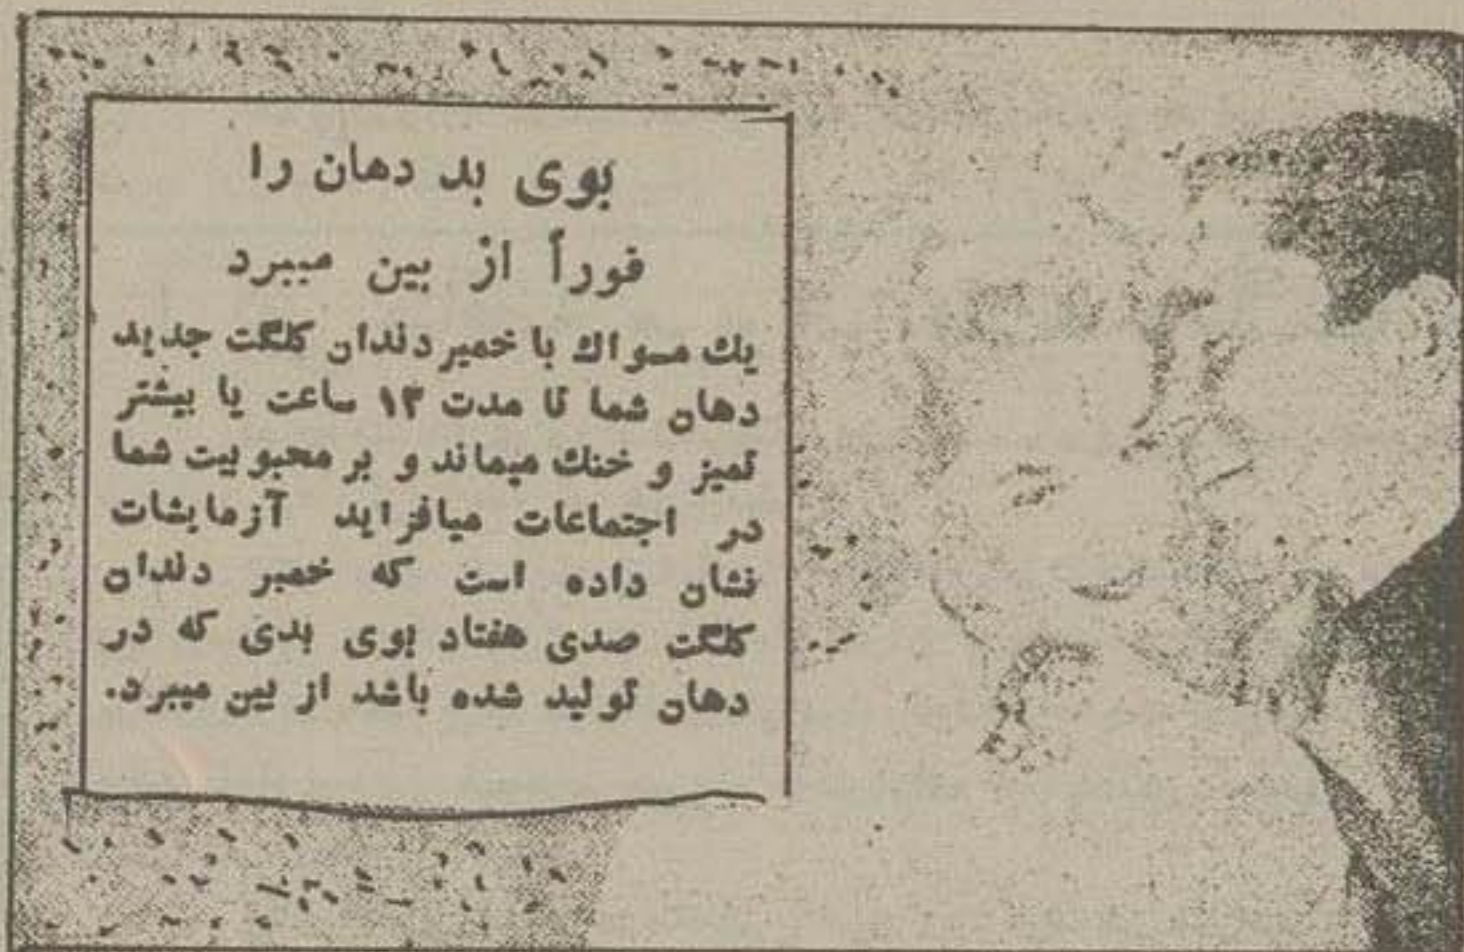 بوی بد دهان را
فوراً از بین میبرد
یك مسواك با خمیر دندان کلگت جدید
دهان شما تا مدت ۱۲ ساعت یا بیشتر
تمیز و خنك میماند و بر محبوبیت شما
در اجتماعات میافزاید آزمایشات
نشان داده است که خمیر دندان
کلگت صدی هفتاد بوی بدی که در
دهان تولید شده باشد از بین میبرد.